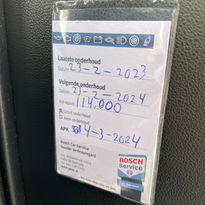 Laatste onderhoud
Datum 23-2-2023
Volgende onderhoud
Datum 23-2-2024
KM-stand 114.000
Groot onderhoud
Klein onderhoud
APK 4-3-2024
Bosch Car Service
BOSCH
Service